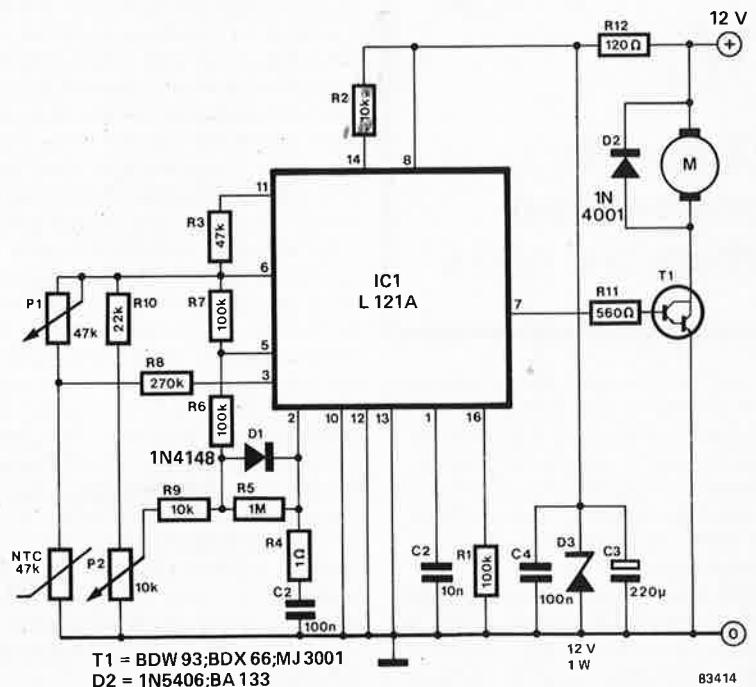 12 V
R12
120Ω
+
R2
10k
14
8
D2
M
1N
4001
11
R3
47k
6
IC1
L 121A
P1
47k
R10
22k
R7
100k
7
R11
560Ω
T1
5
R8
270k
3
R6
100k
2
10
12
13
1
16
1N4148
D1
R9
10k
R5
1M
R4
1Ω
NTC
47k
P2
10k
C2
100n
C2
10n
R1
100k
C4
100n
D3
C3
220µ
0
12 V
1 W
T1 = BDW 93;BDX 66;MJ 3001
D2 = 1N5406;BA 133
83414